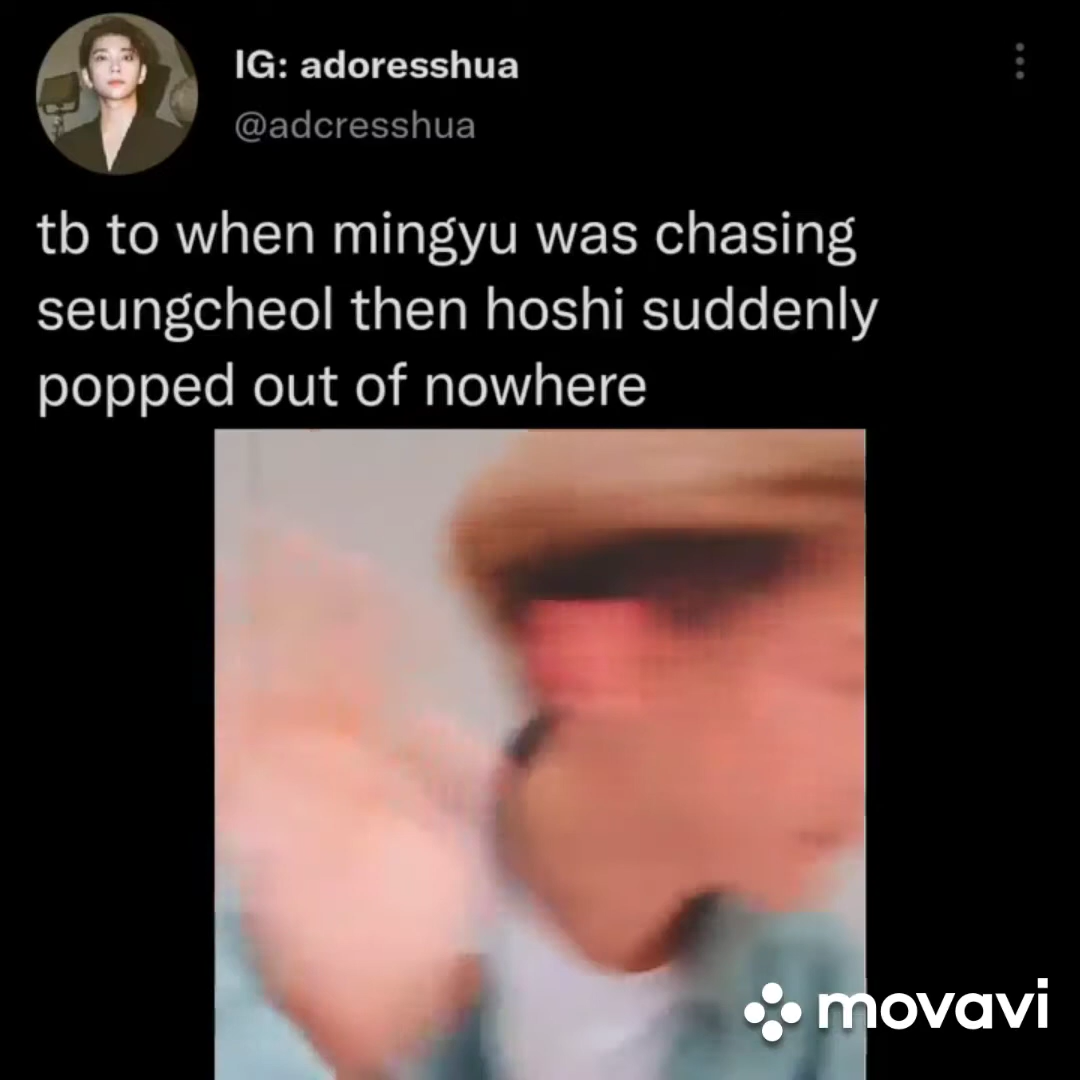 IG: adoresshua
@adcresshua
tb to when mingyu was chasing
seungcheol then hoshi suddenly
popped out of nowhere
movavi